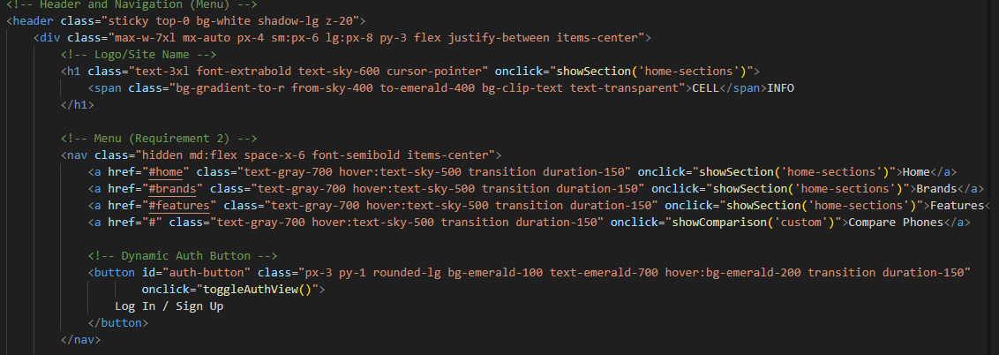 <!-- Header and Navigation (Menu) -->
<header class="sticky top-0 bg-white shadow-lg z-20">
<div class="max-w-7xl mx-auto px-4 sm:px-6 lg:px-8 py-3 flex justify-between items-center">
<!-- Logo/Site Name -->
<h1 class="text-3xl font-extrabold text-sky-600 cursor-pointer" onclick="showSection('home-sections')">
<span class="bg-gradient-to-r from-sky-400 to-emerald-400 bg-clip-text text-transparent">CELL</span>INFO
</h1>
<!-- Menu (Requirement 2) -->
<nav class="hidden md:flex space-x-6 font-semibold items-center">
<a href="#home" class="text-gray-700 hover:text-sky-500 transition duration-150" onclick="showSection('home-sections')">Home</a>
<a href="#brands" class="text-gray-700 hover:text-sky-500 transition duration-150" onclick="showSection('home-sections')">Brands</a>
<a href="#features" class="text-gray-700 hover:text-sky-500 transition duration-150" onclick="showSection('home-sections')">Features<
<a href="#" class="text-gray-700 hover:text-sky-500 transition duration-150" onclick="showComparison('custom')">Compare Phones</a>
<!-- Dynamic Auth Button -->
<button id="auth-button" class="px-3 py-1 rounded-lg bg-emerald-100 text-emerald-700 hover:bg-emerald-200 transition duration-150"
onclick="toggleAuthView()">
Log In / Sign Up
</button>
</nav>